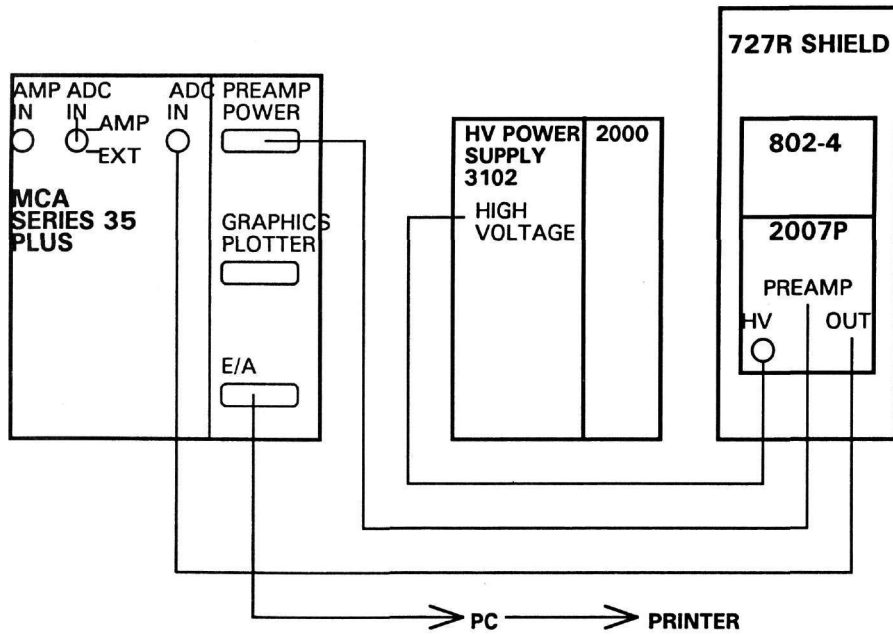 AMP
IN
ADC
IN
AMP
EXT
ADC
IN
PREAMP
POWER
MCA
SERIES 35
PLUS
GRAPHICS
PLOTTER
E/A
HV POWER
SUPPLY
3102
2000
HIGH
VOLTAGE
727R SHIELD
802-4
2007P
PREAMP
HV
OUT
PC
PRINTER